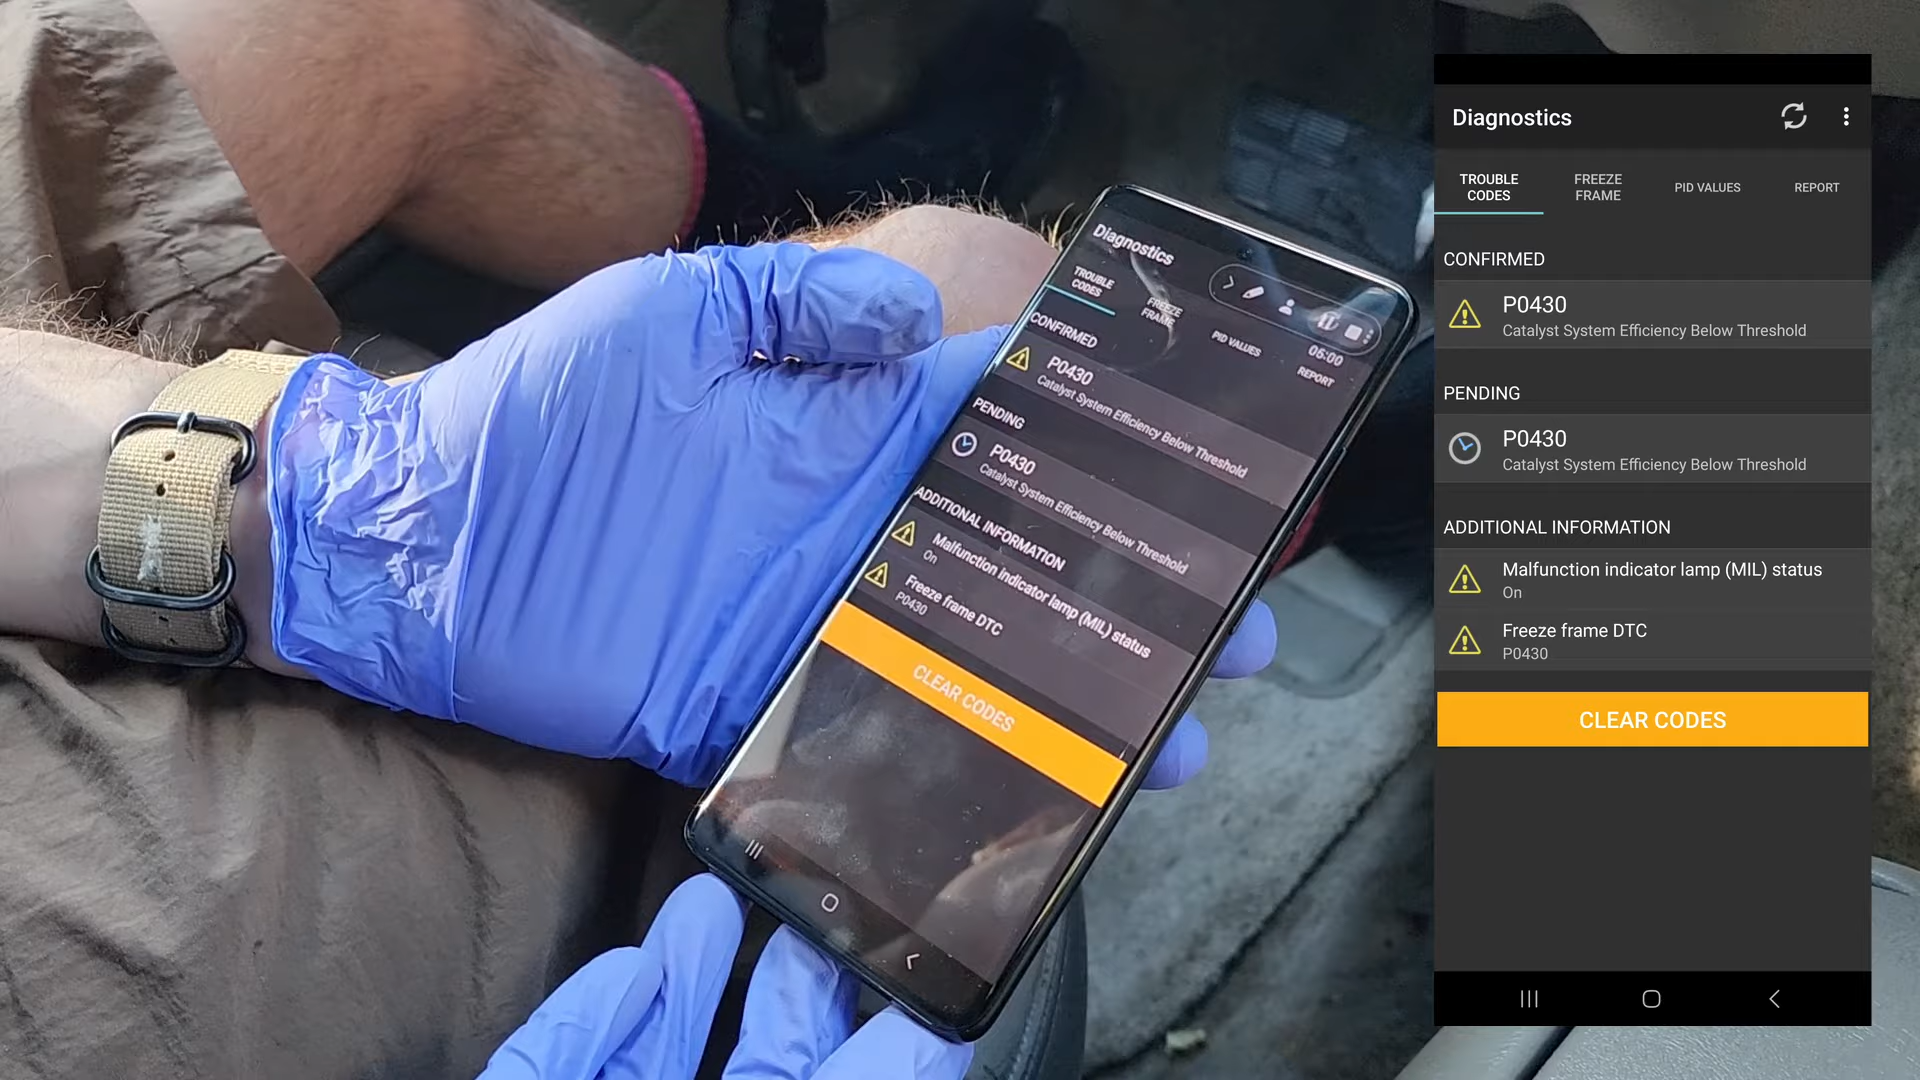 Diagnostics
TROUBLE
CODES
FREEZE
FRAME
PID VALUES
05:00
REPORT
CONFIRMED
P0430
Catalyst System Efficiency Below Threshold
PENDING
P0430
Catalyst System Efficiency Below Threshold
ADDITIONAL INFORMATION
Malfunction indicator lamp (MIL) status
On
Freeze frame DTC
P0430
CLEAR CODES
Diagnostics
TROUBLE
CODES
FREEZE
FRAME
PID VALUES
REPORT
CONFIRMED
P0430
Catalyst System Efficiency Below Threshold
PENDING
P0430
Catalyst System Efficiency Below Threshold
ADDITIONAL INFORMATION
Malfunction indicator lamp (MIL) status
On
Freeze frame DTC
P0430
CLEAR CODES